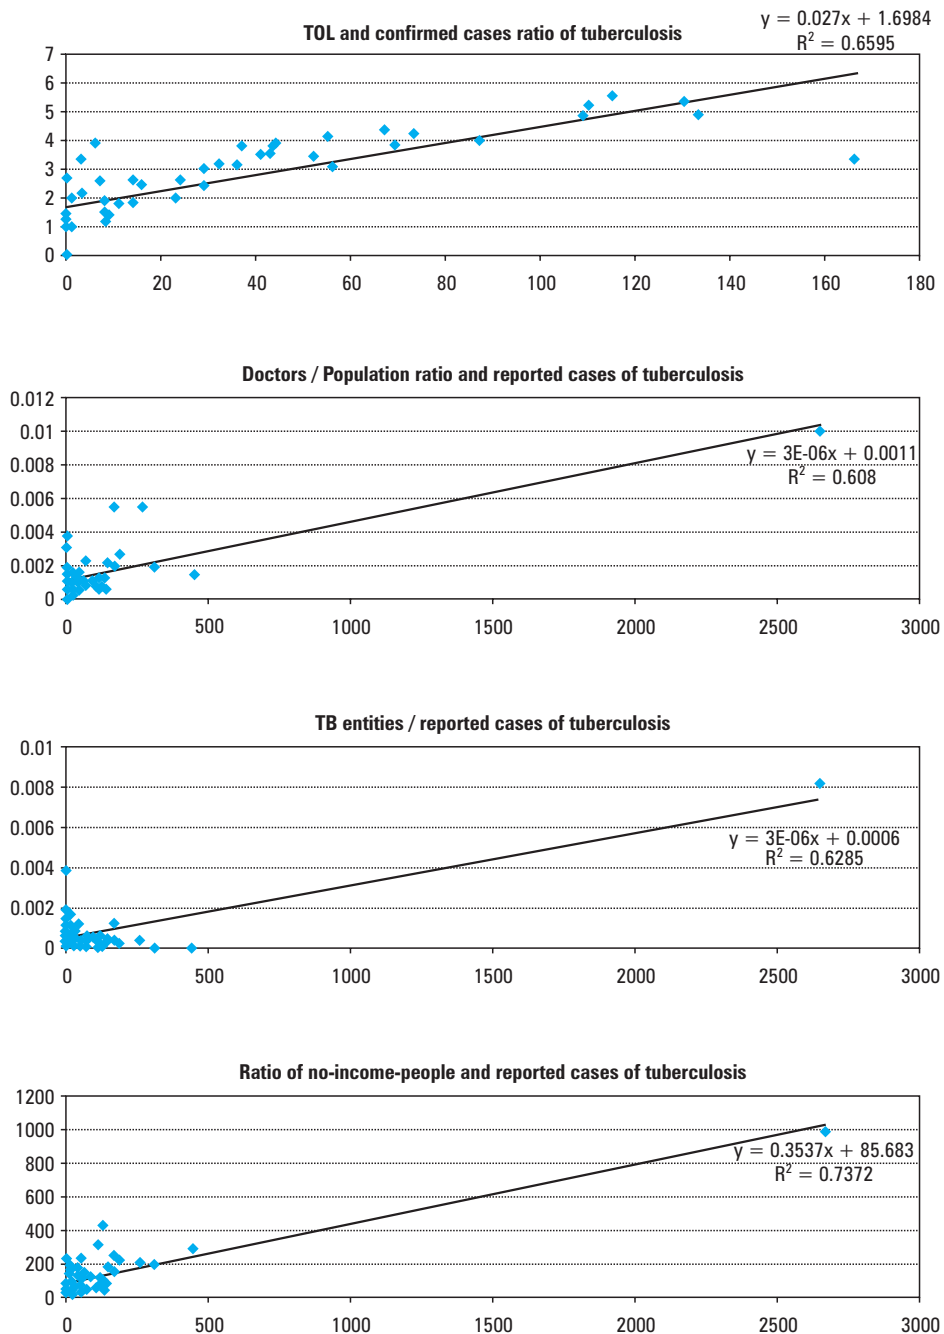 TOL and confirmed cases ratio of tuberculosis
y = 0.027x + 1.6984
R² = 0.6595
7
6
5
4
3
2
1
0
0 20 40 60 80 100 120 140 160 180
Doctors / Population ratio and reported cases of tuberculosis
0.012
0.01
0.008
0.006
0.004
0.002
0
y = 3E-06x + 0.0011
R² = 0.608
0 500 1000 1500 2000 2500 3000
TB entities / reported cases of tuberculosis
0.01
0.008
0.006
0.004
0.002
0
y = 3E-06x + 0.0006
R² = 0.6285
0 500 1000 1500 2000 2500 3000
Ratio of no-income-people and reported cases of tuberculosis
1200
1000
800
600
400
200
0
y = 0.3537x + 85.683
R² = 0.7372
0 500 1000 1500 2000 2500 3000